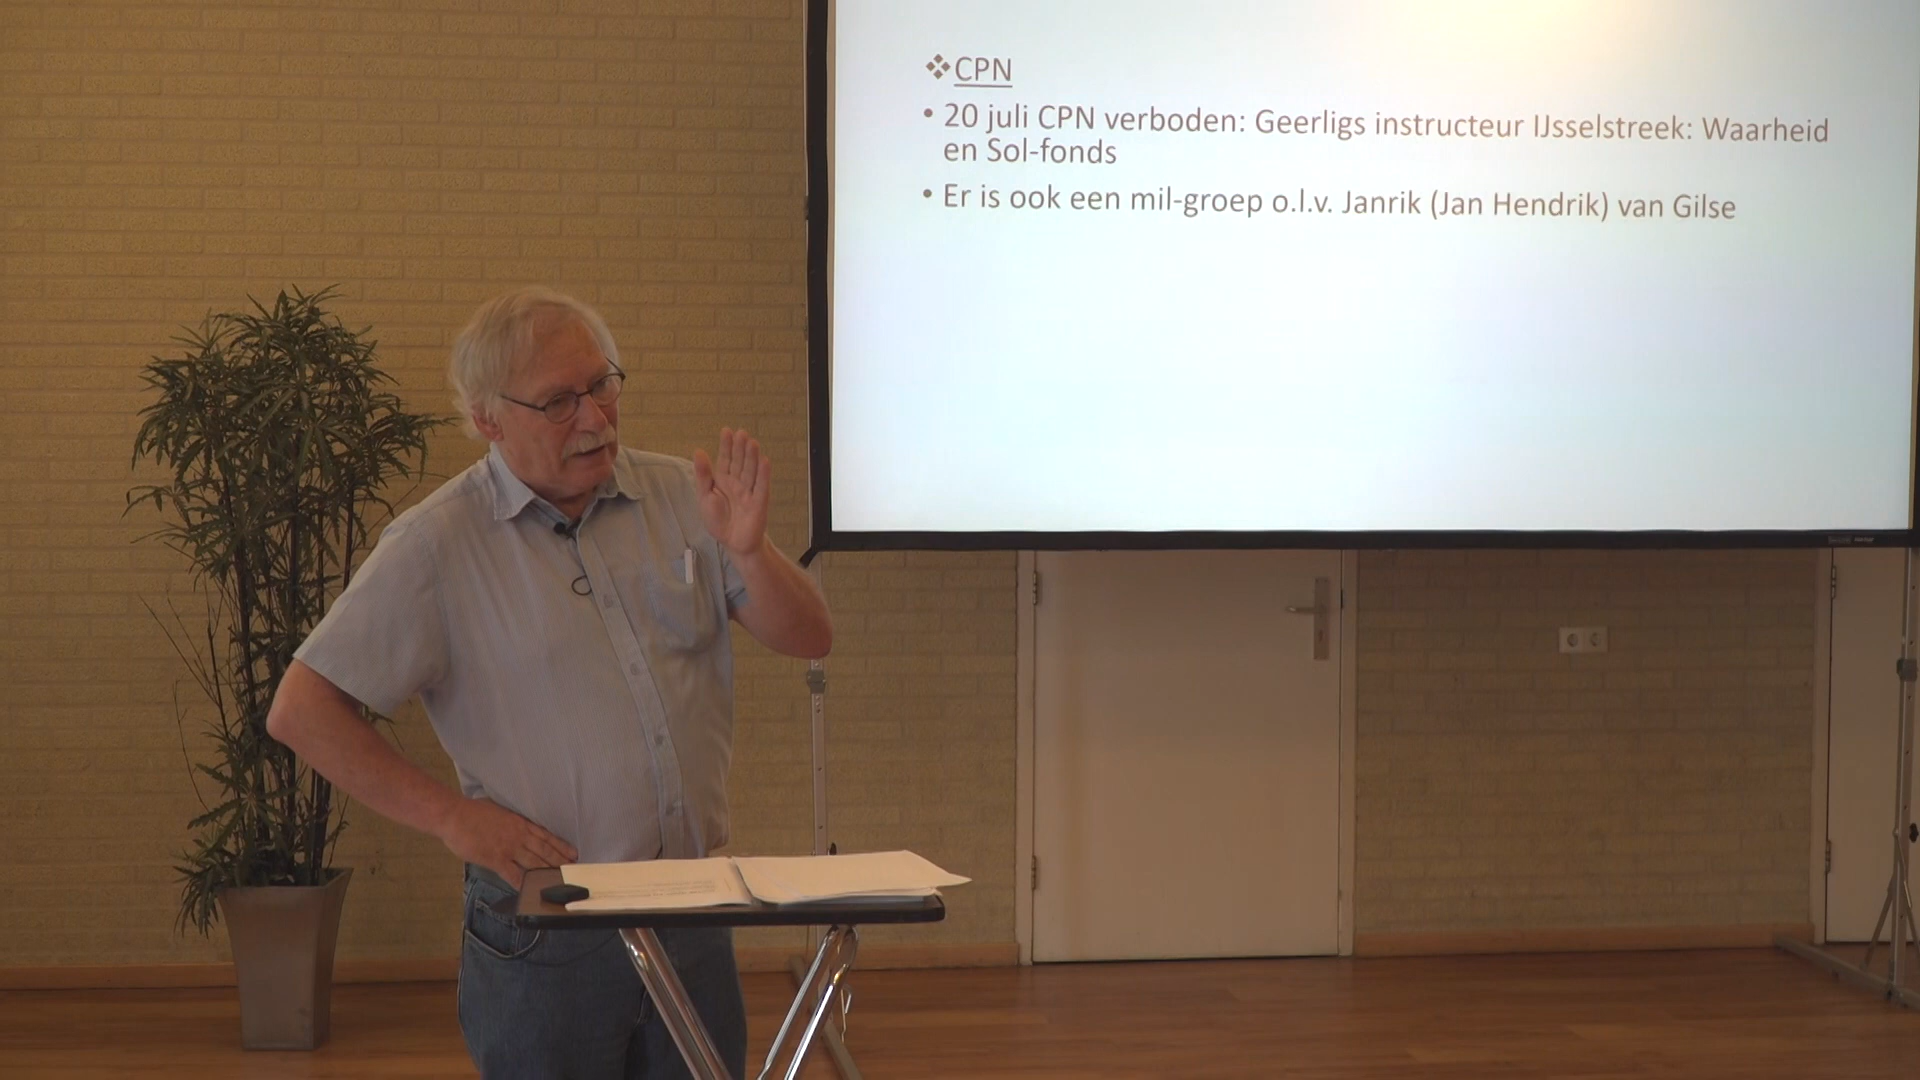 ❖CPN
• 20 juli CPN verboden: Geerligs instructeur IJsselstreek: Waarheid
en Sol-fonds
• Er is ook een mil-groep o.l.v. Janrik (Jan Hendrik) van Gilse